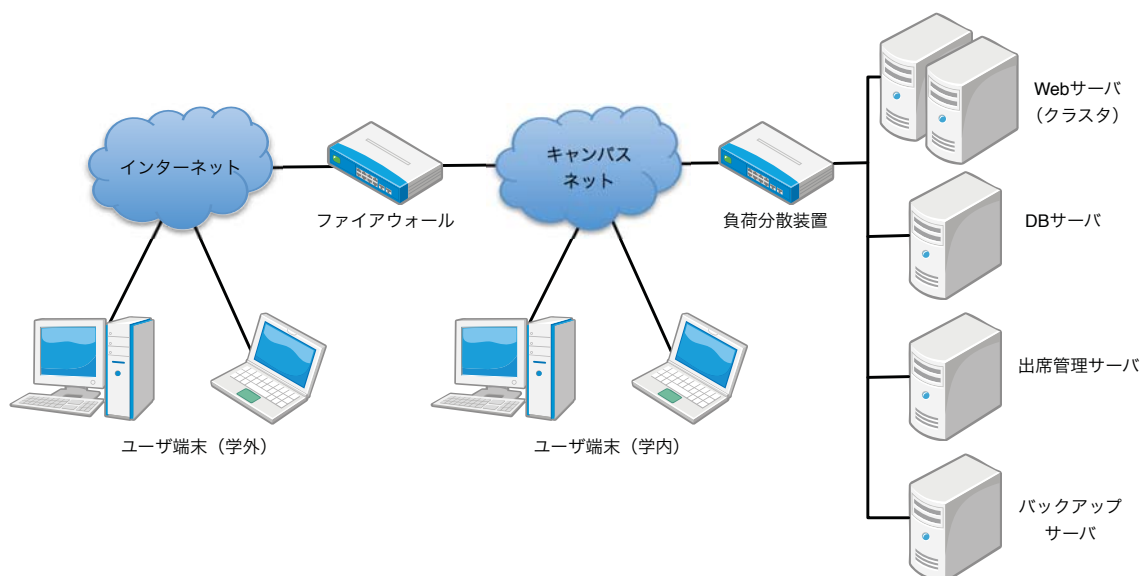 インターネット
ファイアウォール
キャンパス
ネット
負荷分散装置
Webサーバ
（クラスタ）
DBサーバ
出席管理サーバ
バックアップ
サーバ
ユーザ端末（学外）
ユーザ端末（学内）